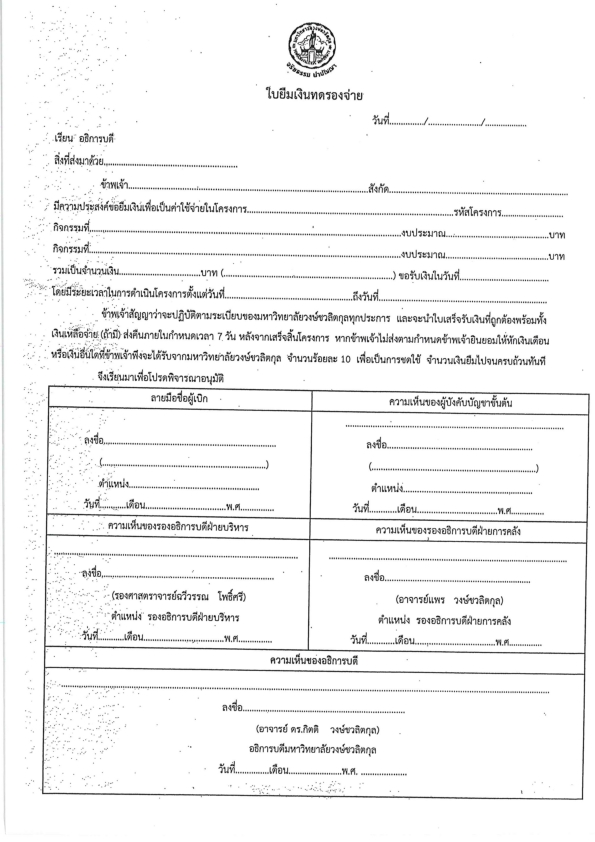 จริยธรรม นำปัญญา
ใบยืมเงินทดรองจ่าย
วันที่............../......................./.................
เรียน อธิการบดี
สิ่งที่ส่งมาด้วย.............................................
ข้าพเจ้า................................................................................สังกัด............................................................
มีความประสงค์ขอยืมเงินเพื่อเป็นค่าใช้จ่ายในโครงการ.....................................................................รหัสโครงการ.....................
กิจกรรมที่........................................................................................................งบประมาณ...................................บาท
กิจกรรมที่........................................................................................................งบประมาณ...................................บาท
รวมเป็นจำนวนเงิน...........................บาท (.........................................................) ขอรับเงินในวันที่..............................
โดยมีระยะเวลาในการดำเนินโครงการตั้งแต่วันที่...........................................ถึงวันที่...............................................
ข้าพเจ้าสัญญาว่าจะปฏิบัติตามระเบียบของมหาวิทยาลัยวงษ์ชวลิตกุลทุกประการ และจะนำใบเสร็จรับเงินที่ถูกต้องพร้อมทั้ง
เงินเหลือจ่าย (ถ้ามี) ส่งคืนภายในกำหนดเวลา 7 วัน หลังจากเสร็จสิ้นโครงการ หากข้าพเจ้าไม่ส่งตามกำหนดข้าพเจ้ายินยอมให้หักเงินเดือน
หรือเงินอื่นใดที่ข้าพเจ้าพึงจะได้รับจากมหาวิทยาลัยวงษ์ชวลิตกุล จำนวนร้อยละ 10 เพื่อเป็นการชดใช้ จำนวนเงินยืมไปจนครบถ้วนทันที
จึงเรียนมาเพื่อโปรดพิจารณาอนุมัติ
ลายมือชื่อผู้เบิก
ลงชื่อ.........................................................
(.......................................................)
ตำแหน่ง...........................................
วันที่.........เดือน...........................พ.ศ...............
ความเห็นของผู้บังคับบัญชาขั้นต้น
.........................................................................
ลงชื่อ................................................
(.......................................................)
ตำแหน่ง...........................................
วันที่.........เดือน...........................พ.ศ...............
ความเห็นของรองอธิการบดีฝ่ายบริหาร
.................................................................................
ลงชื่อ.........................................................
(รองศาสตราจารย์ฉวีวรรณ โพธิ์ศรี)
ตำแหน่ง รองอธิการบดีฝ่ายบริหาร
วันที่.........เดือน...........................พ.ศ...............
ความเห็นของรองอธิการบดีฝ่ายการคลัง
...............................................................................
ลงชื่อ................................................
(อาจารย์แพร วงษ์ชวลิตกุล)
ตำแหน่ง รองอธิการบดีฝ่ายการคลัง
วันที่.........เดือน...........................พ.ศ...............
ความเห็นของอธิการบดี
.......................................................................................................................................................
ลงชื่อ......................................................
(อาจารย์ ดร.กิตติ วงษ์ชวลิตกุล)
อธิการบดีมหาวิทยาลัยวงษ์ชวลิตกุล
วันที่..............เดือน..................พ.ศ. ................